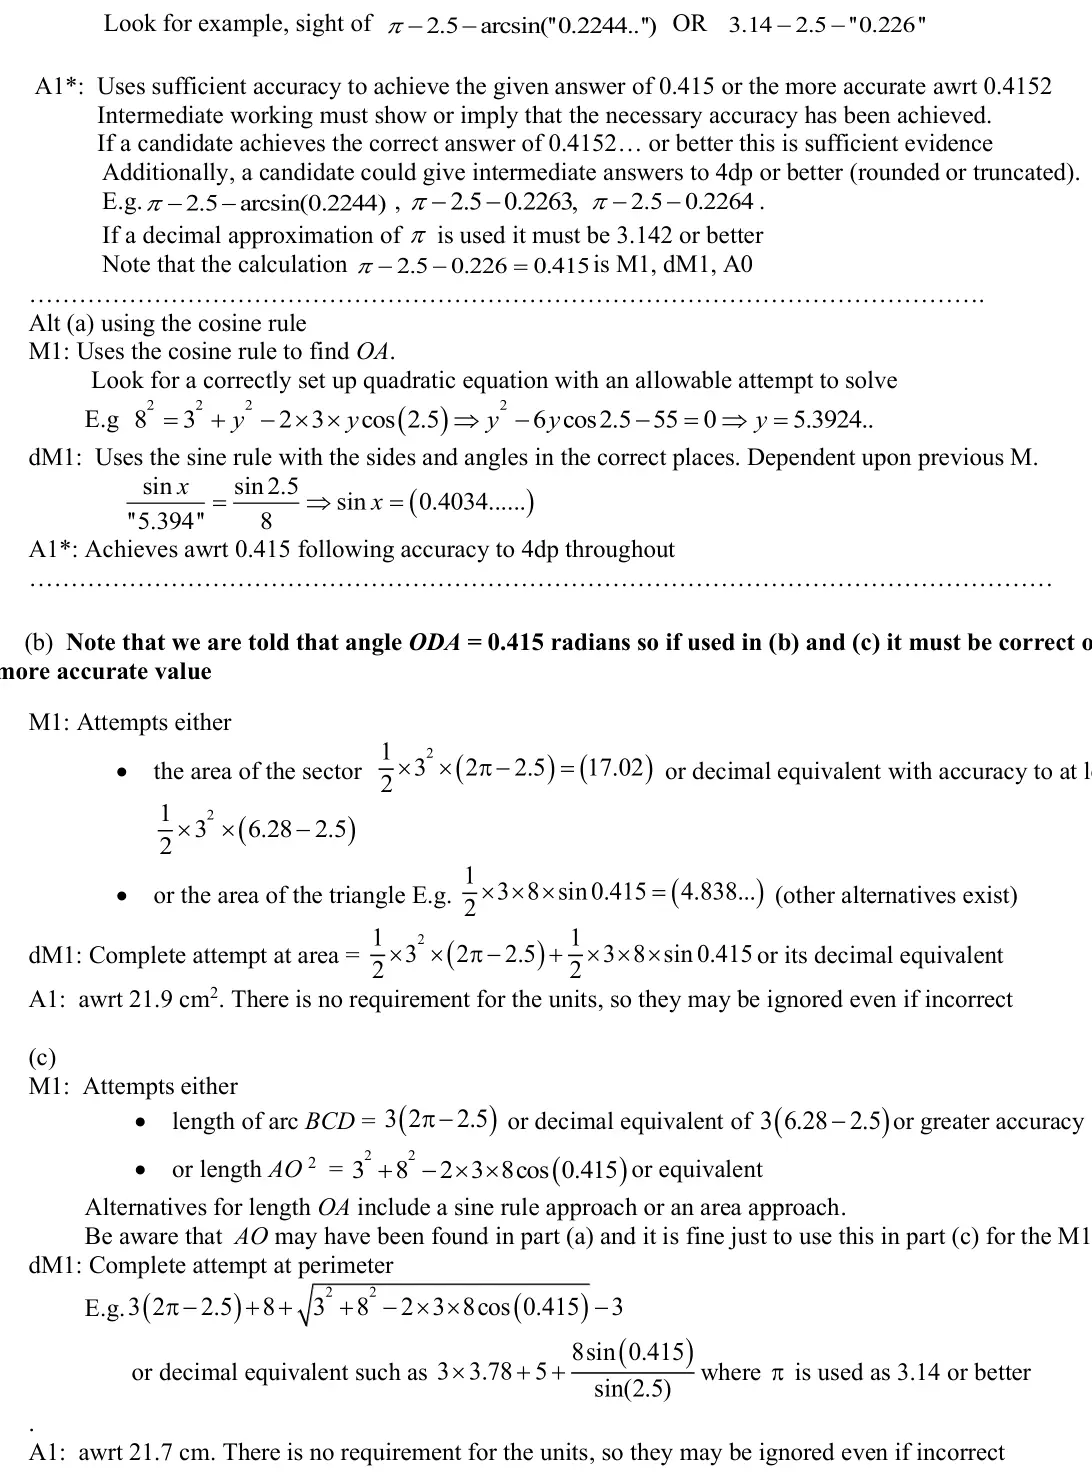 Look for example, sight of π − 2.5 − arcsin("0.2244..") OR 3.14 − 2.5 − "0.226"
A1*: Uses sufficient accuracy to achieve the given answer of 0.415 or the more accurate awrt 0.4152
Intermediate working must show or imply that the necessary accuracy has been achieved.
If a candidate achieves the correct answer of 0.4152… or better this is sufficient evidence
Additionally, a candidate could give intermediate answers to 4dp or better (rounded or truncated).
E.g. π − 2.5 − arcsin(0.2244) , π − 2.5 − 0.2263, π − 2.5 − 0.2264 .
If a decimal approximation of π is used it must be 3.142 or better
Note that the calculation π − 2.5 − 0.226 = 0.415 is M1, dM1, A0
……………………………………………………………………………………………………….
Alt (a) using the cosine rule
M1: Uses the cosine rule to find OA.
Look for a correctly set up quadratic equation with an allowable attempt to solve
E.g 8² = 3² + y² − 2×3× y cos(2.5) ⇒ y² − 6y cos 2.5 − 55 = 0 ⇒ y = 5.3924..
dM1: Uses the sine rule with the sides and angles in the correct places. Dependent upon previous M.
sin x / "5.394" = sin 2.5 / 8 ⇒ sin x = (0.4034......)
A1*: Achieves awrt 0.415 following accuracy to 4dp throughout
………………………………………………………………………………………………………………
(b) Note that we are told that angle ODA = 0.415 radians so if used in (b) and (c) it must be correct o
more accurate value
M1: Attempts either
• the area of the sector 1/2 ×3² ×(2π − 2.5) = (17.02) or decimal equivalent with accuracy to at l
1/2 ×3² ×(6.28 − 2.5)
• or the area of the triangle E.g. 1/2 ×3×8×sin 0.415 = (4.838...) (other alternatives exist)
dM1: Complete attempt at area = 1/2 ×3² ×(2π − 2.5) + 1/2 ×3×8×sin 0.415 or its decimal equivalent
A1: awrt 21.9 cm². There is no requirement for the units, so they may be ignored even if incorrect
(c)
M1: Attempts either
• length of arc BCD = 3(2π − 2.5) or decimal equivalent of 3(6.28 − 2.5) or greater accuracy
• or length AO ² = 3² + 8² − 2×3×8cos(0.415) or equivalent
Alternatives for length OA include a sine rule approach or an area approach.
Be aware that AO may have been found in part (a) and it is fine just to use this in part (c) for the M1
dM1: Complete attempt at perimeter
E.g. 3(2π − 2.5) + 8 + √(3² + 8² − 2×3×8cos(0.415)) − 3
or decimal equivalent such as 3×3.78 + 5 + 8sin(0.415) / sin(2.5) where π is used as 3.14 or better
.
A1: awrt 21.7 cm. There is no requirement for the units, so they may be ignored even if incorrect